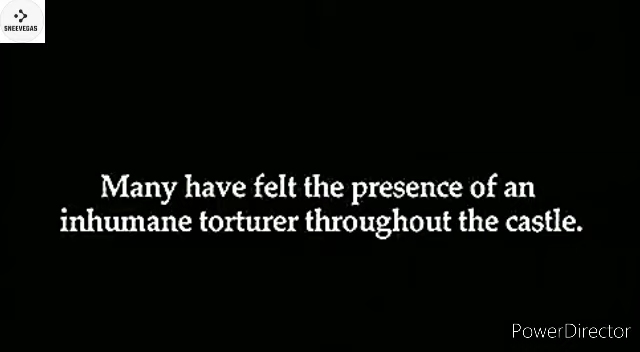 SNEEVEGAS
Many have felt the presence of an
inhumane torturer throughout the castle.
PowerDirector